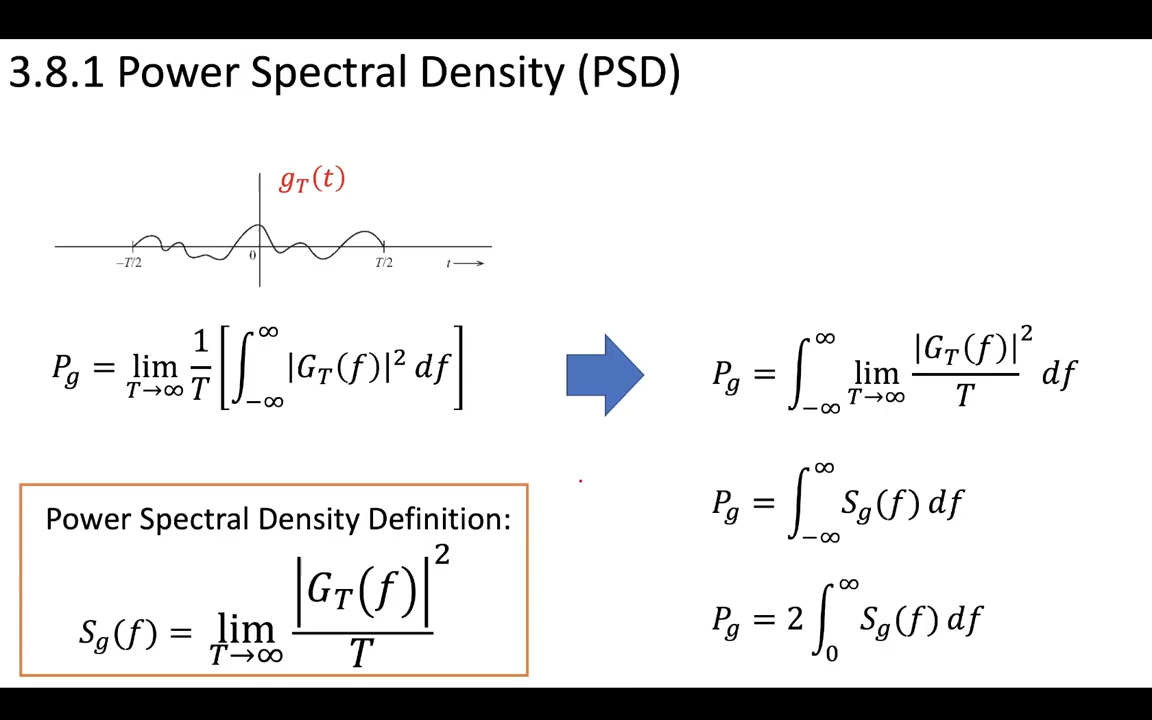 3.8.1 Power Spectral Density (PSD)
g_T(t)
−T/2 0 T/2 t
P_g = lim_{T→∞} 1/T [∫_{−∞}^{∞} |G_T(f)|² df]
P_g = ∫_{−∞}^{∞} lim_{T→∞} |G_T(f)|²/T df
P_g = ∫_{−∞}^{∞} S_g(f) df
P_g = 2 ∫_0^∞ S_g(f) df
Power Spectral Density Definition:
S_g(f) = lim_{T→∞} |G_T(f)|²/T